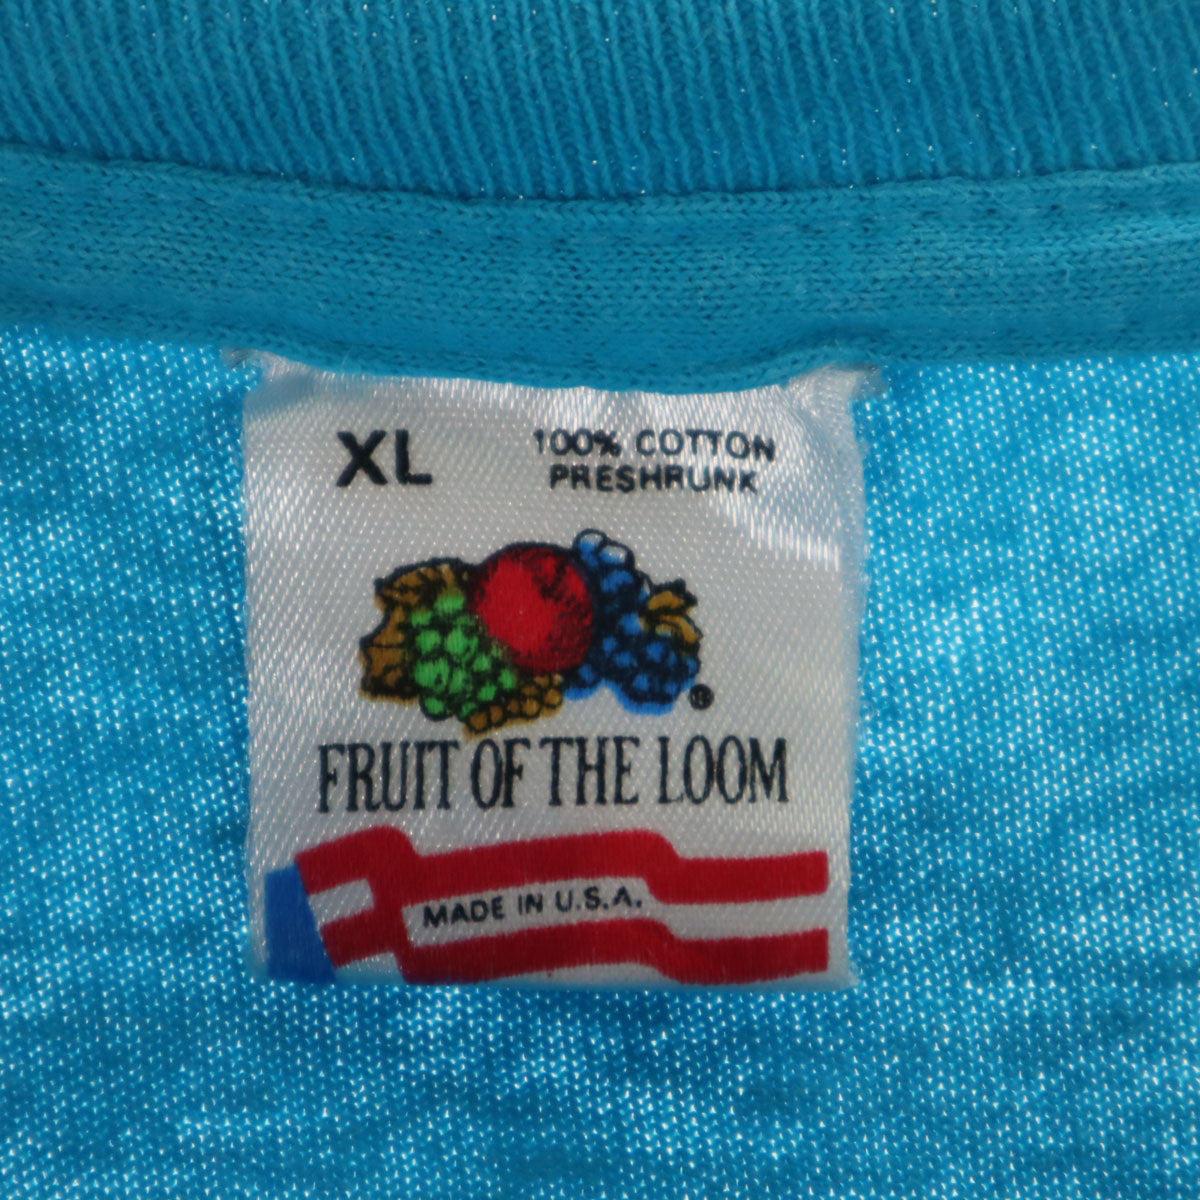 XL
100% COTTON
PRESHRUNK
®
FRUIT OF THE LOOM
MADE IN U.S.A.